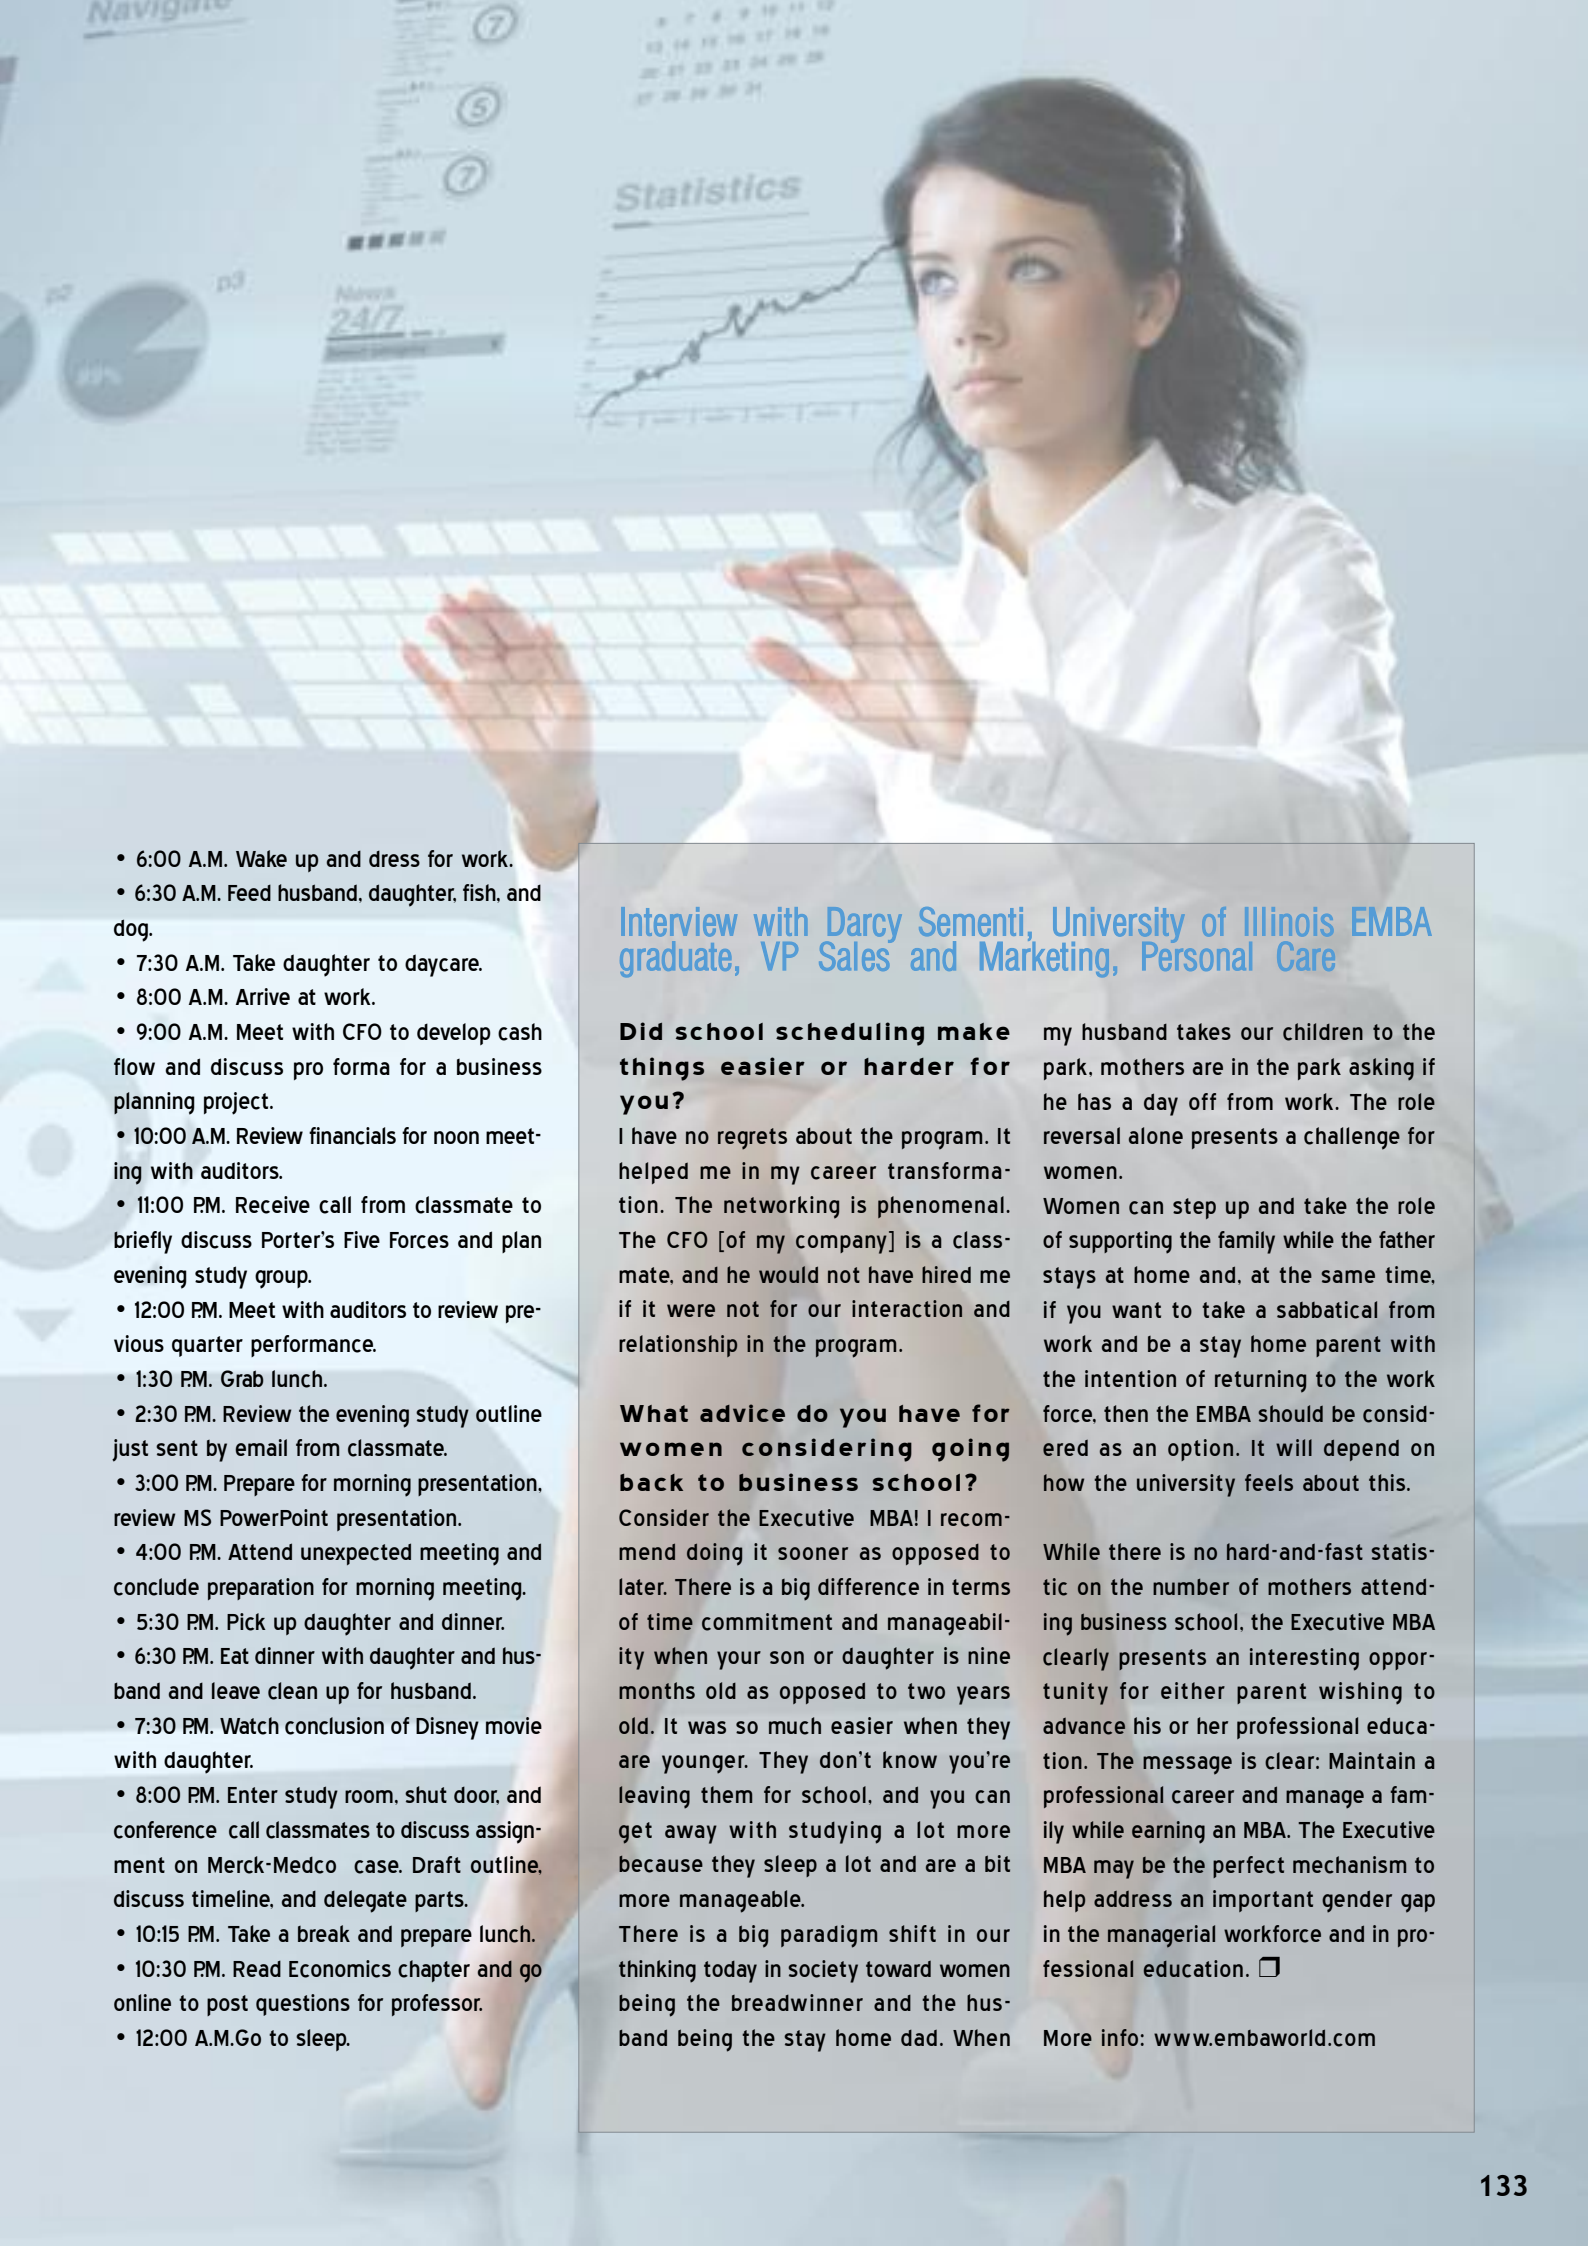 Navigate
7
5
7
6 7 8 9 10 11 12
13 14 15 16 17 18 19
27 28 29 30 31
Statistics
p2
p3
News
24/7
• 6:00 A.M. Wake up and dress for work.
• 6:30 A.M. Feed husband, daughter, fish, and
dog.
• 7:30 A.M. Take daughter to daycare.
• 8:00 A.M. Arrive at work.
• 9:00 A.M. Meet with CFO to develop cash
flow and discuss pro forma for a business
planning project.
• 10:00 A.M. Review financials for noon meet-
ing with auditors.
• 11:00 P.M. Receive call from classmate to
briefly discuss Porter's Five Forces and plan
evening study group.
• 12:00 P.M. Meet with auditors to review pre-
vious quarter performance.
• 1:30 P.M. Grab lunch.
• 2:30 P.M. Review the evening study outline
just sent by email from classmate.
• 3:00 P.M. Prepare for morning presentation,
review MS PowerPoint presentation.
• 4:00 P.M. Attend unexpected meeting and
conclude preparation for morning meeting.
• 5:30 P.M. Pick up daughter and dinner.
• 6:30 P.M. Eat dinner with daughter and hus-
band and leave clean up for husband.
• 7:30 P.M. Watch conclusion of Disney movie
with daughter.
• 8:00 P.M. Enter study room, shut door, and
conference call classmates to discuss assign-
ment on Merck-Medco case. Draft outline,
discuss timeline, and delegate parts.
• 10:15 P.M. Take a break and prepare lunch.
• 10:30 P.M. Read Economics chapter and go
online to post questions for professor.
• 12:00 A.M.Go to sleep.
Interview with Darcy Sementi, University of Illinois EMBA
graduate, VP Sales and Marketing, Personal Care
Did school scheduling make
things easier or harder for
you?
I have no regrets about the program. It
helped me in my career transforma-
tion. The networking is phenomenal.
The CFO [of my company] is a class-
mate, and he would not have hired me
if it were not for our interaction and
relationship in the program.
What advice do you have for
women considering going
back to business school?
Consider the Executive MBA! I recom-
mend doing it sooner as opposed to
later. There is a big difference in terms
of time commitment and manageabil-
ity when your son or daughter is nine
months old as opposed to two years
old. It was so much easier when they
are younger. They don't know you're
leaving them for school, and you can
get away with studying a lot more
because they sleep a lot and are a bit
more manageable.
There is a big paradigm shift in our
thinking today in society toward women
being the breadwinner and the hus-
band being the stay home dad. When
my husband takes our children to the
park, mothers are in the park asking if
he has a day off from work. The role
reversal alone presents a challenge for
women.
Women can step up and take the role
of supporting the family while the father
stays at home and, at the same time,
if you want to take a sabbatical from
work and be a stay home parent with
the intention of returning to the work
force, then the EMBA should be consid-
ered as an option. It will depend on
how the university feels about this.
While there is no hard-and-fast statis-
tic on the number of mothers attend-
ing business school, the Executive MBA
clearly presents an interesting oppor-
tunity for either parent wishing to
advance his or her professional educa-
tion. The message is clear: Maintain a
professional career and manage a fam-
ily while earning an MBA. The Executive
MBA may be the perfect mechanism to
help address an important gender gap
in the managerial workforce and in pro-
fessional education. ❐
More info: www.embaworld.com
133